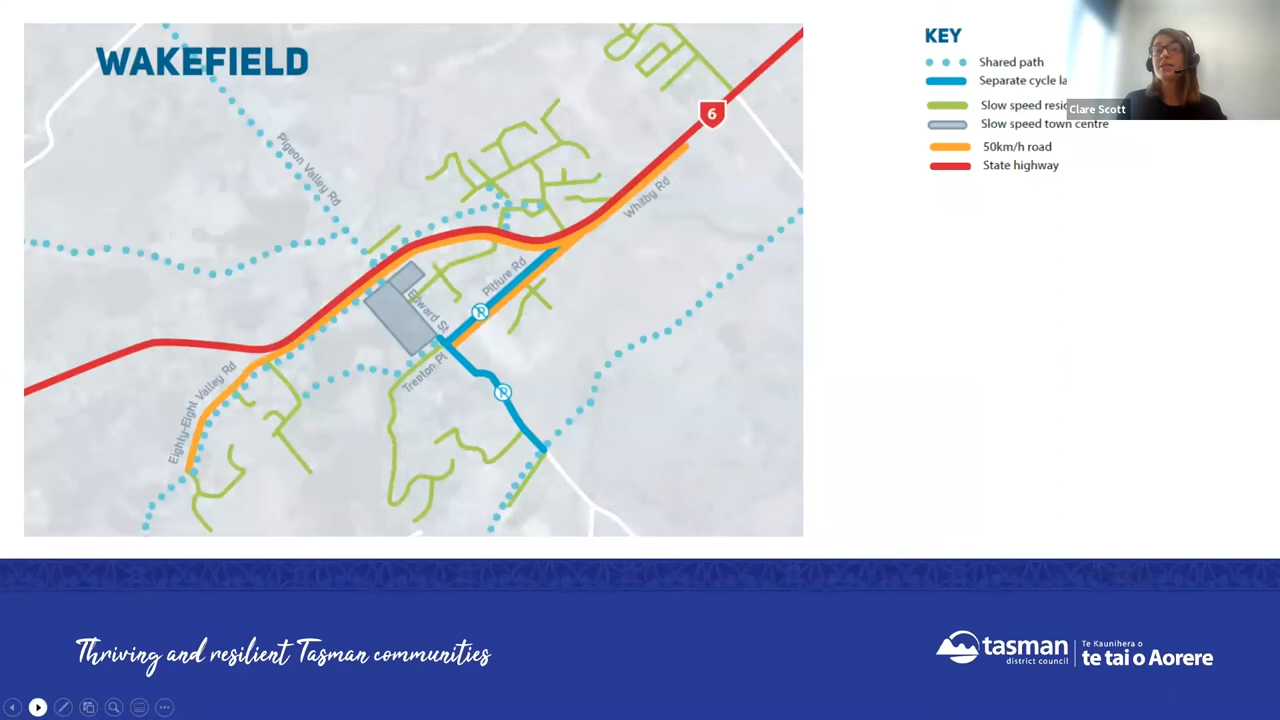 WAKEFIELD
KEY
Shared path
Separate cycle la
Slow speed resid
Slow speed town centre
50km/h road
State highway
Clare Scott
6
Pigeon Valley Rd
Whitby Rd
Pitfure Rd
Edward St
Treeton Pl
Eighty-Eight Valley Rd
P
P
Thriving and resilient Tasman communities
tasman
district council
Te Kaunihera o
te tai o Aorere